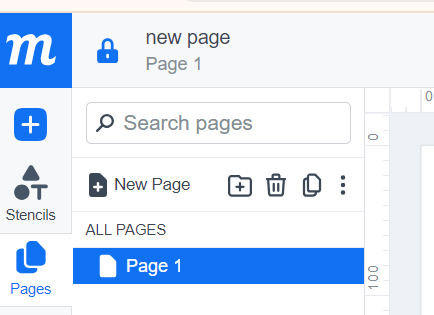 m
new page
Page 1
Search pages
New Page
Stencils
ALL PAGES
Pages
Page 1
0
0
100